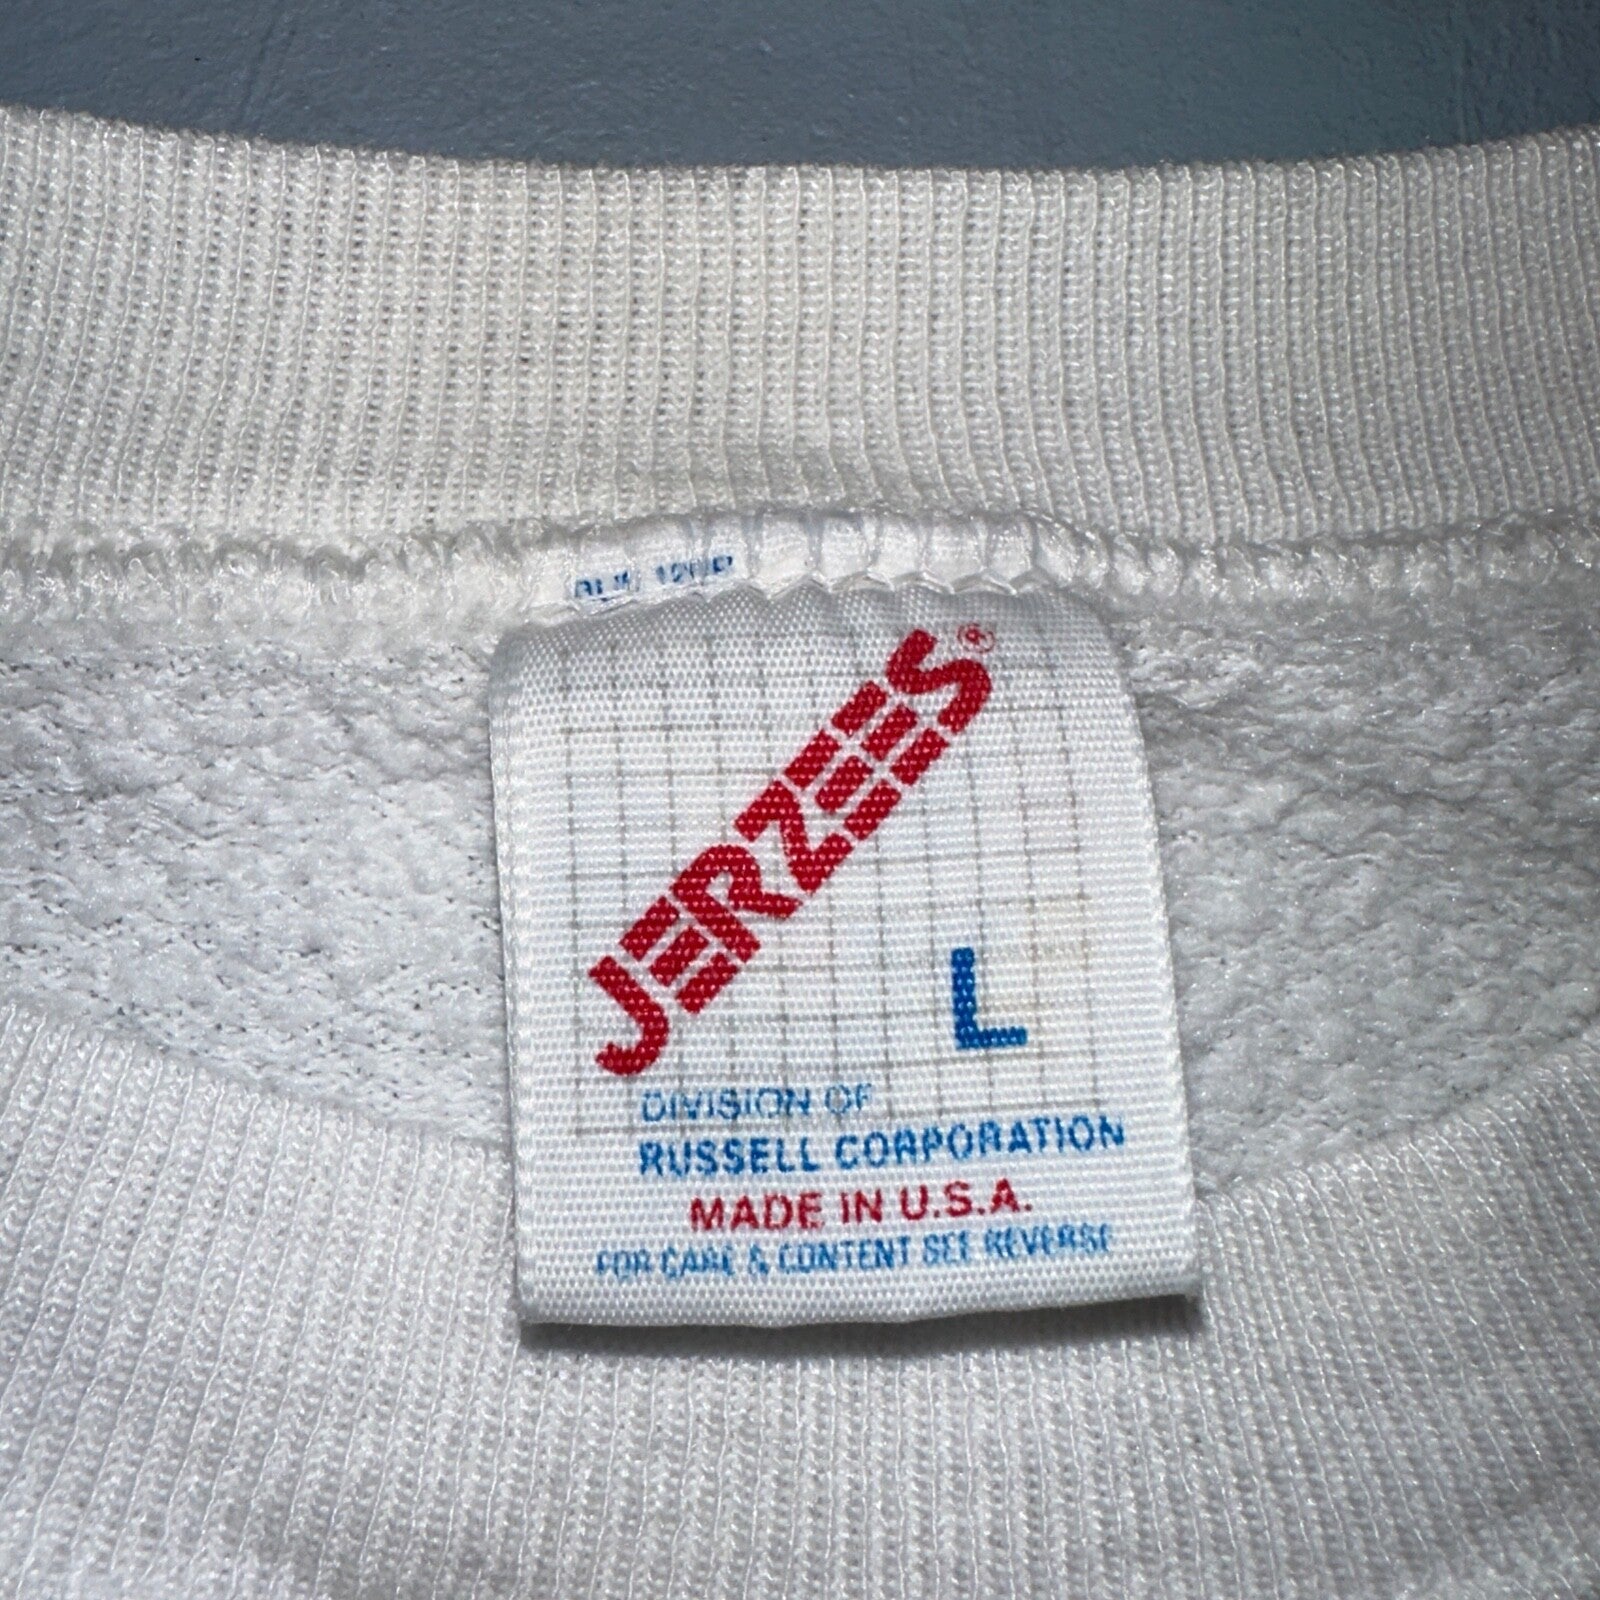 JERZEES®
L
DIVISION OF
RUSSELL CORPORATION
MADE IN U.S.A.
FOR CARE & CONTENT SEE REVERSE